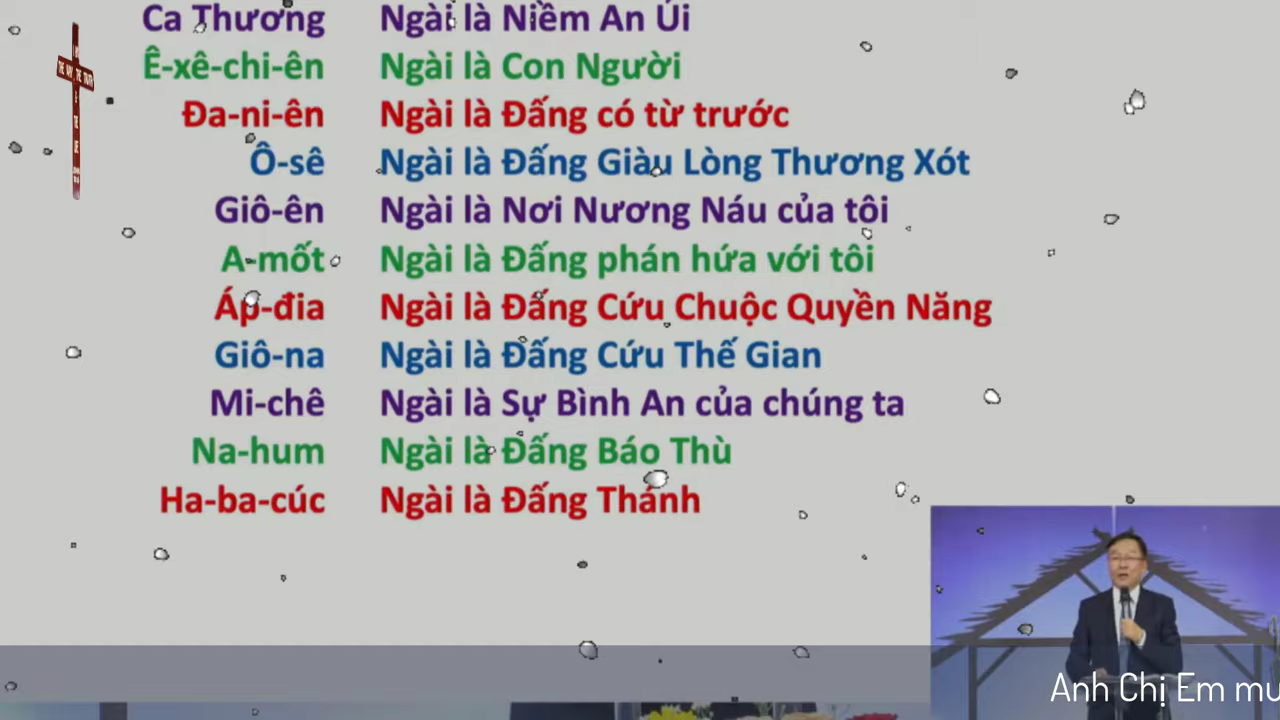 Ca Thương Ngài là Niềm An Ủi
Ê-xê-chi-ên Ngài là Con Người
Đa-ni-ên Ngài là Đấng có từ trước
Ô-sê Ngài là Đấng Giàu Lòng Thương Xót
Giô-ên Ngài là Nơi Nương Náu của tôi
A-mốt Ngài là Đấng phán hứa với tôi
Áp-đia Ngài là Đấng Cứu Chuộc Quyền Năng
Giô-na Ngài là Đấng Cứu Thế Gian
Mi-chê Ngài là Sự Bình An của chúng ta
Na-hum Ngài là Đấng Báo Thù
Ha-ba-cúc Ngài là Đấng Thánh
THE WAY THE TRUTH
Anh Chị Em mu